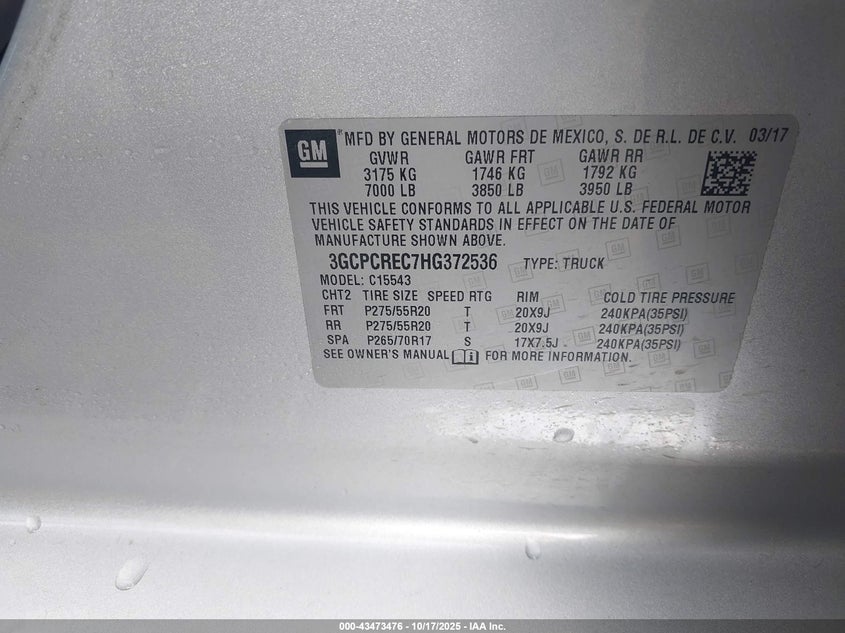 GM
MFD BY GENERAL MOTORS DE MEXICO, S. DE R.L. DE C.V. 03/17
GVWR GAWR FRT GAWR RR
3175 KG 1746 KG 1792 KG
7000 LB 3850 LB 3950 LB
THIS VEHICLE CONFORMS TO ALL APPLICABLE U.S. FEDERAL MOTOR
VEHICLE SAFETY STANDARDS IN EFFECT ON THE DATE OF
MANUFACTURE SHOWN ABOVE.
3GCPCREC7HG372536 TYPE: TRUCK
MODEL: C15543
CHT2 TIRE SIZE SPEED RTG RIM COLD TIRE PRESSURE
FRT P275/55R20 T 20X9J 240KPA(35PSI)
RR P275/55R20 T 20X9J 240KPA(35PSI)
SPA P265/70R17 S 17X7.5J 240KPA(35PSI)
SEE OWNER'S MANUAL FOR MORE INFORMATION.
000-43473476 - 10/17/2025 - IAA Inc.